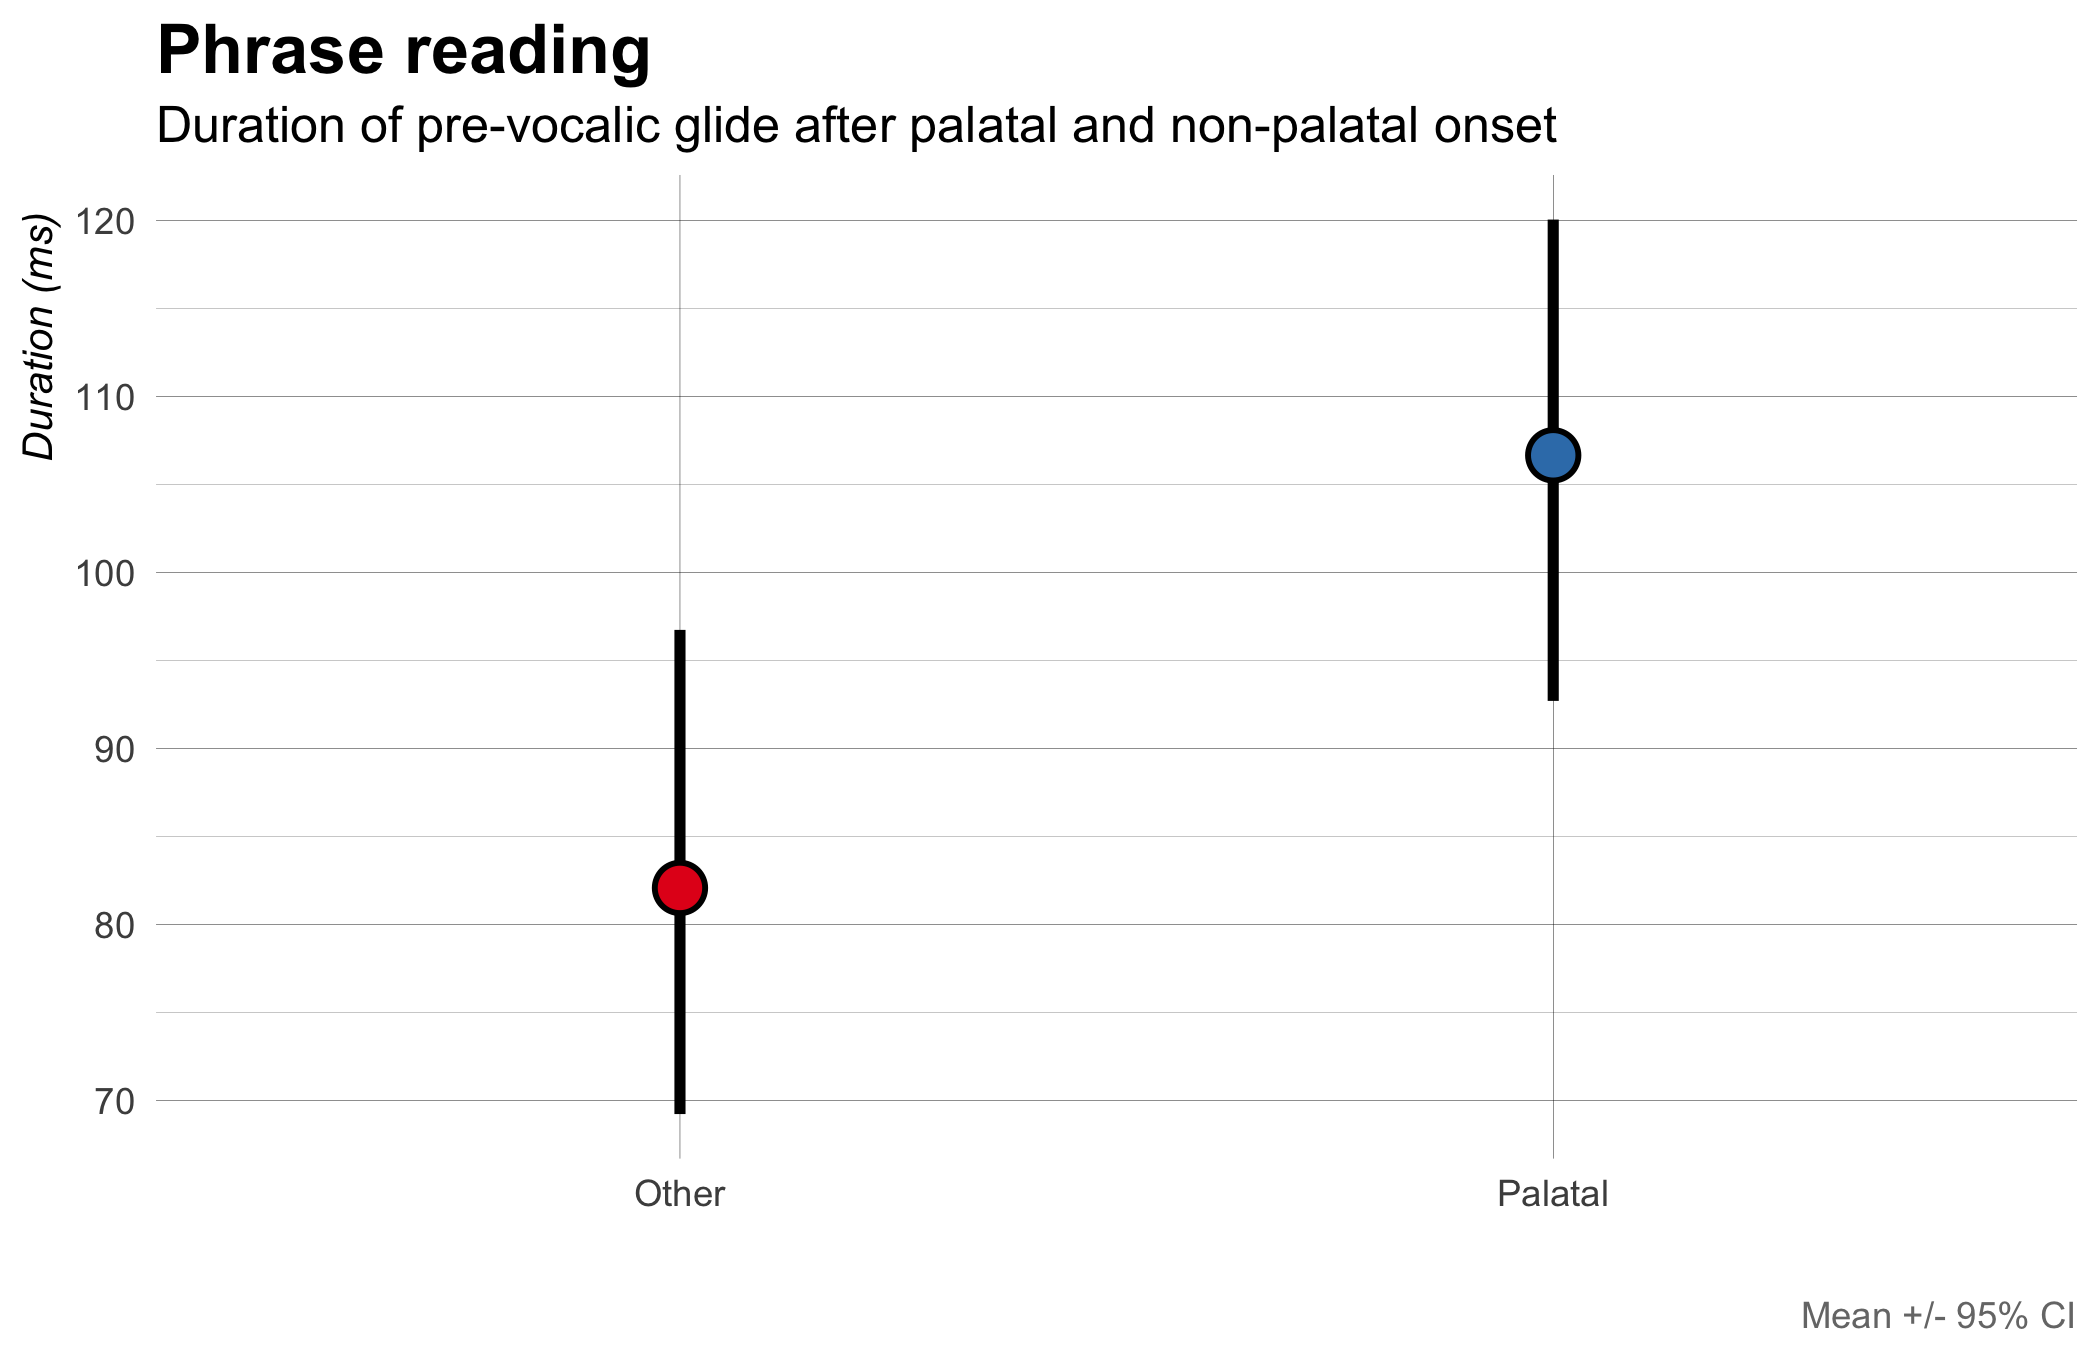 Phrase reading
Duration of pre-vocalic glide after palatal and non-palatal onset
Duration (ms)
120
110
100
90
80
70
Other
Palatal
Mean +/- 95% CI